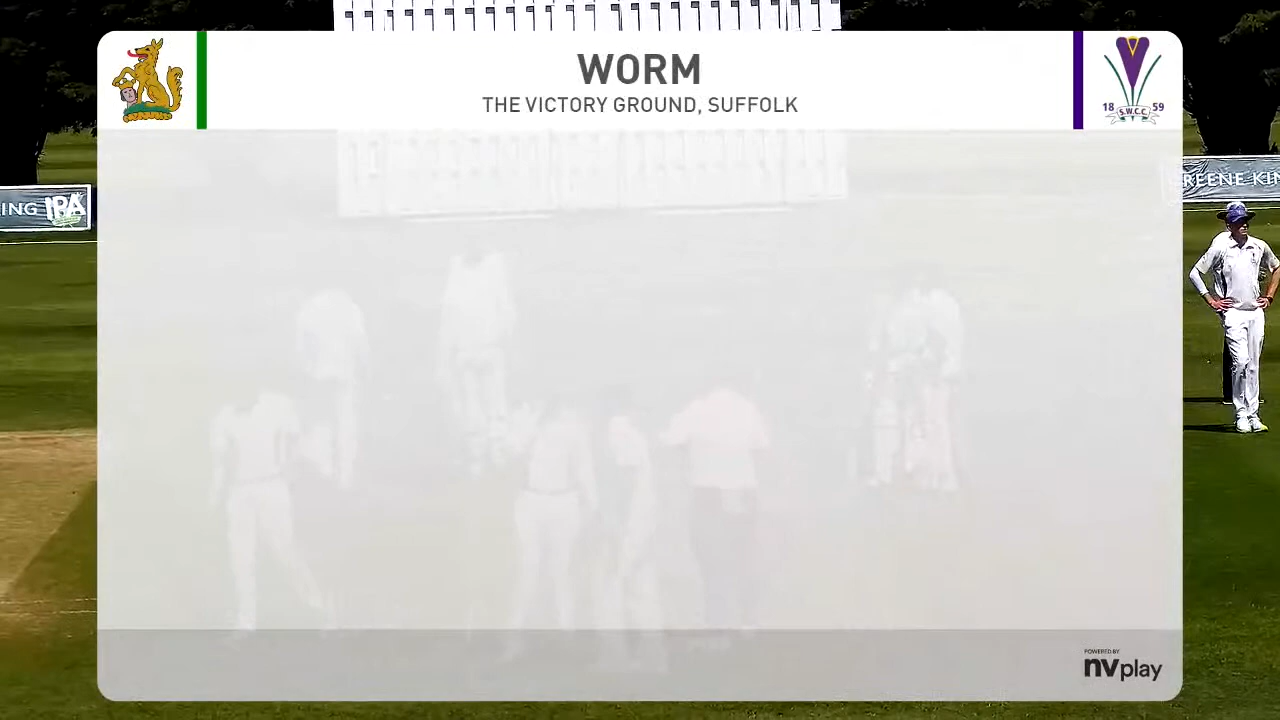 WORM
THE VICTORY GROUND, SUFFOLK
18 59
S.W.C.C.
ING IPA
REENE KIN
POWERED BY
nvplay